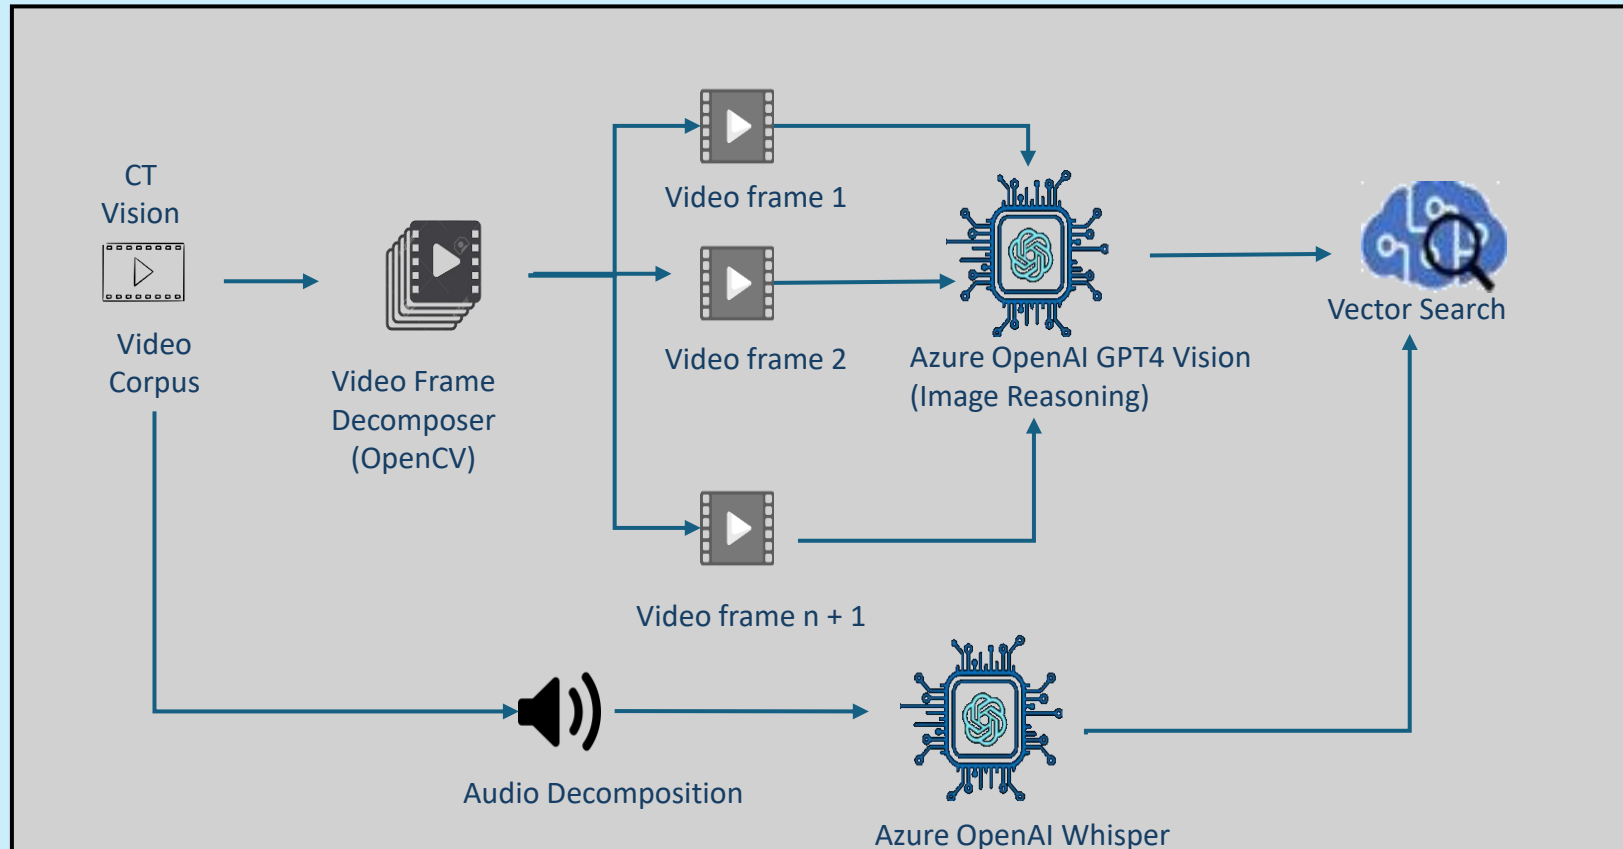 CT
Vision
Video
Corpus
Video Frame
Decomposer
(OpenCV)
Video frame 1
Video frame 2
Video frame n + 1
Azure OpenAI GPT4 Vision
(Image Reasoning)
Vector Search
Audio Decomposition
Azure OpenAI Whisper